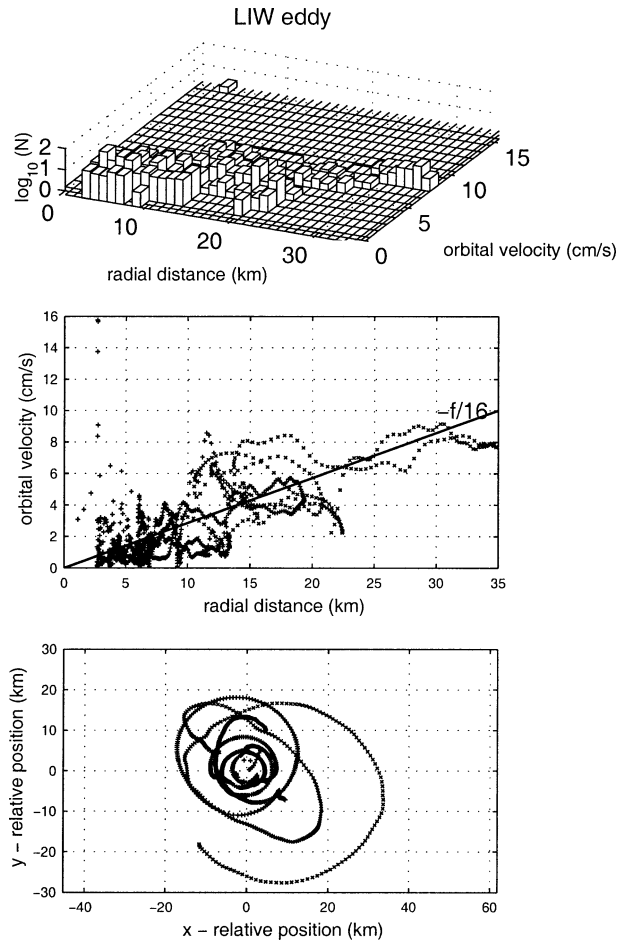 LIW eddy
log10 (N)
2
1
0
0
10
20
30
0
5
10
15
radial distance (km)
orbital velocity (cm/s)
16
14
12
10
8
6
4
2
0
−f/16
orbital velocity (cm/s)
0 5 10 15 20 25 30 35
radial distance (km)
30
20
10
0
−10
−20
−30
y − relative position (km)
−40 −20 0 20 40 60
x − relative position (km)